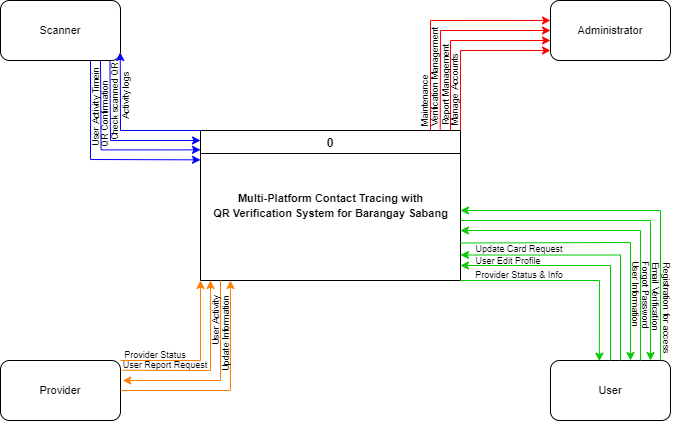 Scanner
Administrator
User Activity Timein
QR Confirmation
Check scanned QR
Activity logs
Maintenance
Verification Management
Report Management
Manage Accounts
0
Multi-Platform Contact Tracing with
QR Verification System for Barangay Sabang
Update Card Request
User Edit Profile
Provider Status & Info
User Information
Forgot Password
Email Verification
Registration for access
Provider Status
User Report Request
User Activity
Update Information
Provider
User